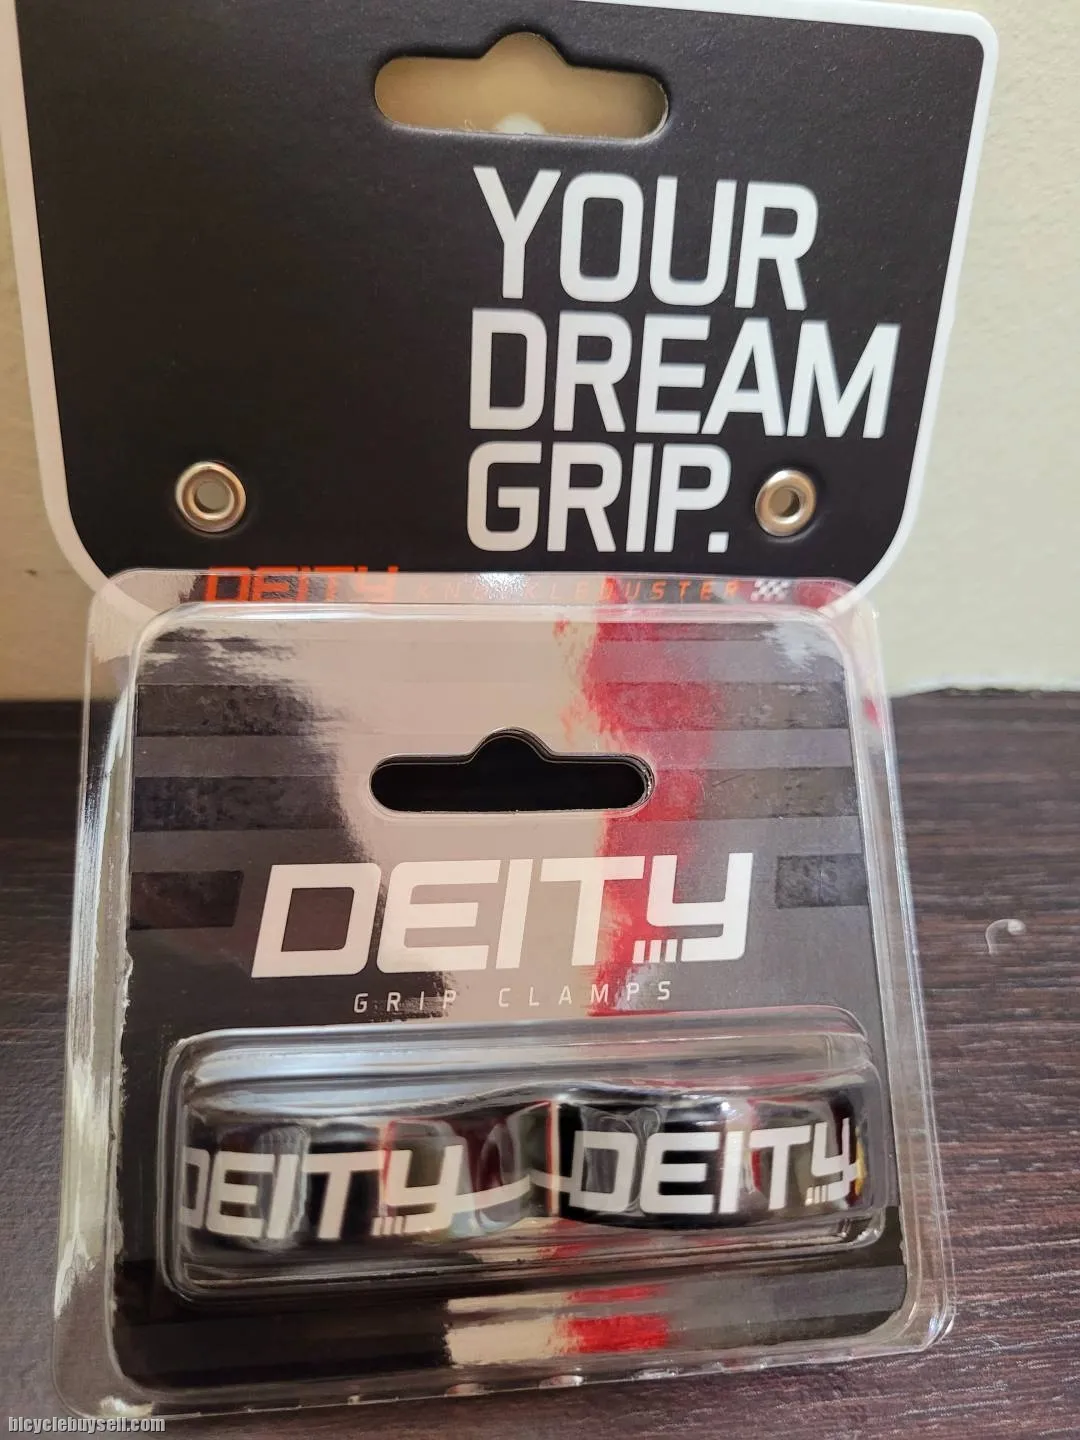 YOUR
DREAM
GRIP.
DEITY KNUCKLEDUSTER
DEITY
GRIP CLAMPS
DEITY DEITY
bicyclebuysell.com